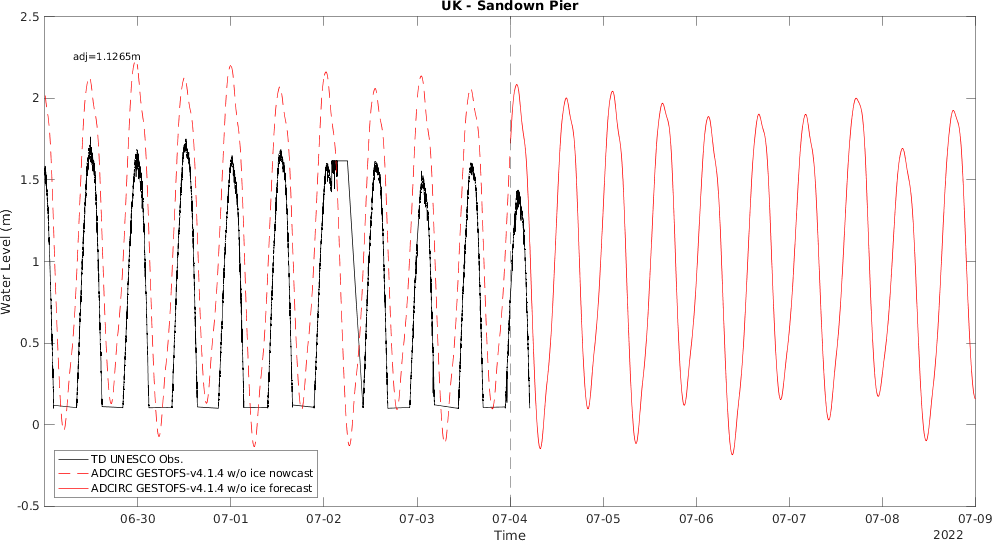 UK - Sandown Pier
adj=1.1265m
Water Level (m)
2.5
2
1.5
1
0.5
0
-0.5
TD UNESCO Obs.
ADCIRC GESTOFS-v4.1.4 w/o ice nowcast
ADCIRC GESTOFS-v4.1.4 w/o ice forecast
06-30 07-01 07-02 07-03 07-04 07-05 07-06 07-07 07-08 07-09
Time
2022